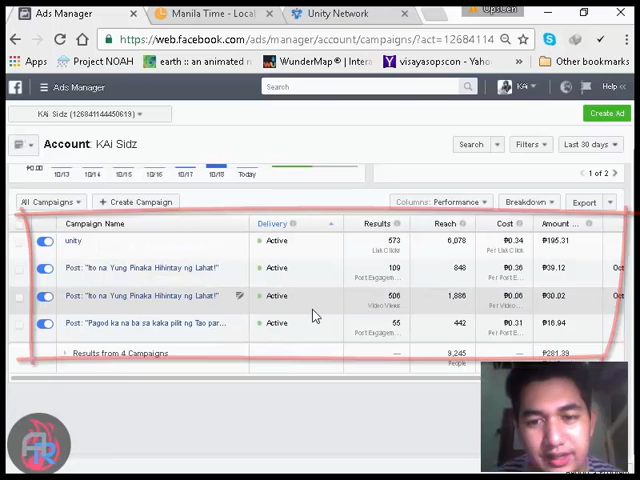 Ads Manager
Manila Time - Local
Unity Network
OpsCen
https://web.facebook.com/ads/manager/account/campaigns/?act=12684114
Apps
Project NOAH
earth :: an animated
WunderMap® | Interac
visayasopscon -
Other bookmarks
Ads Manager
Search
KAi
Help
KAi Sidz (126841144450619)
Create Ad
Account: KAi Sidz
Search
Filters
Last 30 days
₱0.00
10/13
10/14
10/15
10/16
10/17
10/18
Today
1 of 2
All Campaigns
+ Create Campaign
Columns: Performance
Breakdown
Export
Campaign Name
Delivery
Results
Reach
Cost
Amount ...
unity
Active
573
Link Clicks
6,078
₱0.34
Per Link C...
₱195.31
Post: "Ito na Yung Pinaka Hihintay ng Lahat!"
Active
109
Post Engagem...
848
₱0.36
Per Post E...
₱39.12
Oct
Post: "Ito na Yung Pinaka Hihintay ng Lahat!"
Active
506
Video Views
1,886
₱0.06
Per Video...
₱30.02
Oct
Post: "Pagod ka na ba sa kaka pilit ng Tao par...
Active
55
Post Engagem...
442
₱0.31
Per Post E...
₱16.94
Results from 4 Campaigns
—
9,245
People
—
₱281.39